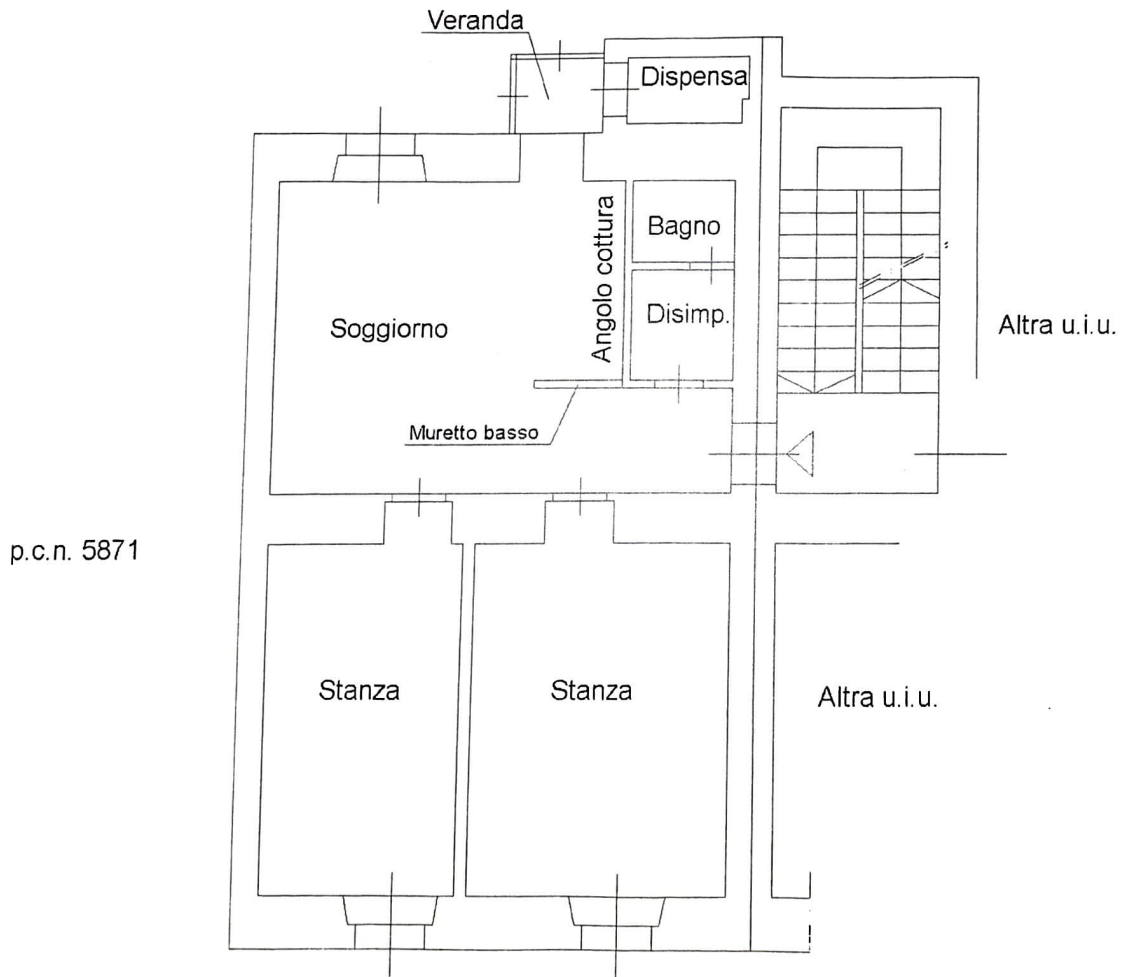 Veranda
Dispensa
Angolo cottura
Bagno
Disimp.
Soggiorno
Altra u.i.u.
Muretto basso
p.c.n. 5871
Stanza
Stanza
Altra u.i.u.